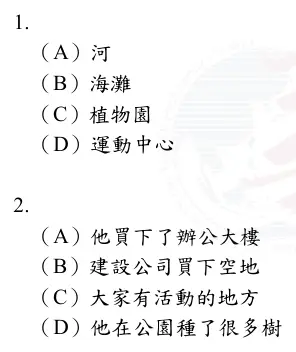 1.
（A）河
（B）海灘
（C）植物園
（D）運動中心
2.
（A）他買下了辦公大樓
（B）建設公司買下空地
（C）大家有活動的地方
（D）他在公園種了很多樹